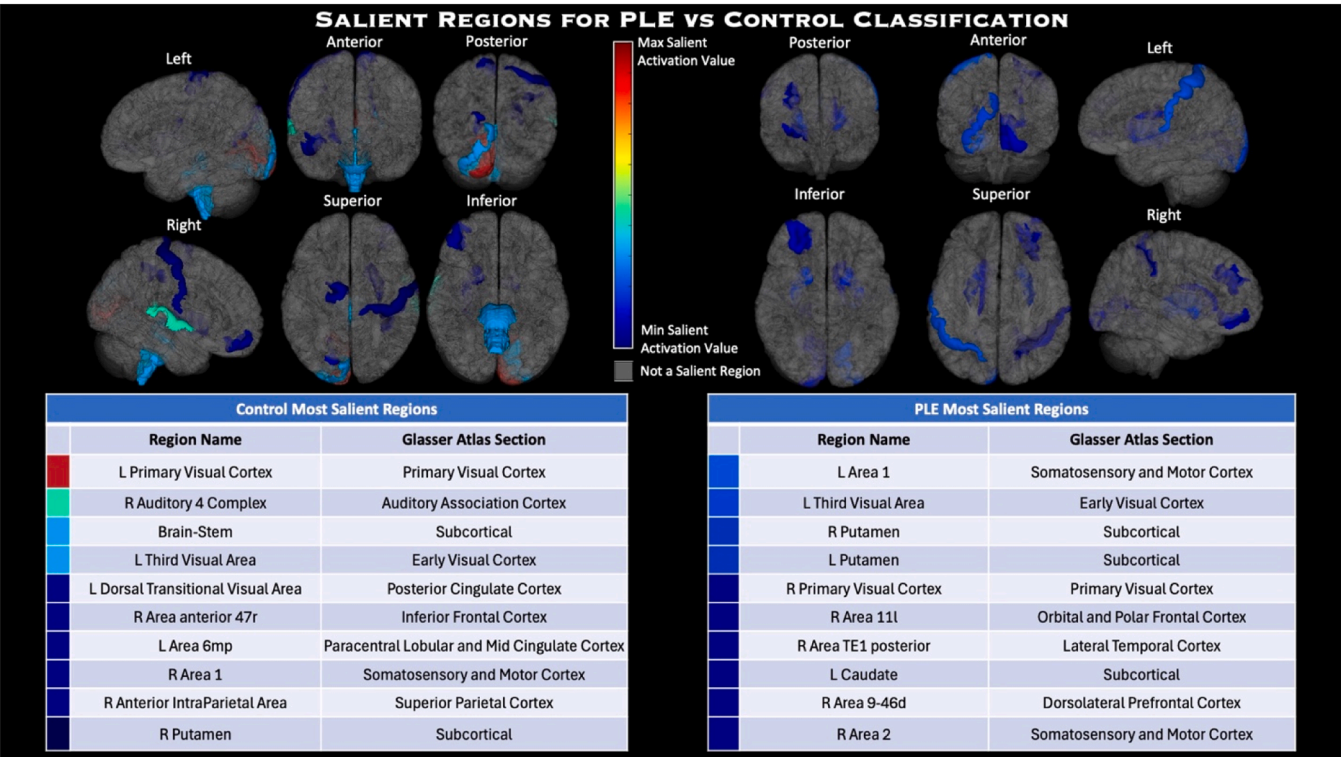 SALIENT REGIONS FOR PLE VS CONTROL CLASSIFICATION
Left
Anterior
Posterior
Right
Superior
Inferior
Max Salient
Activation Value
Min Salient
Activation Value
Not a Salient Region
Posterior
Anterior
Left
Inferior
Superior
Right
Control Most Salient Regions
Region Name Glasser Atlas Section
L Primary Visual Cortex Primary Visual Cortex
R Auditory 4 Complex Auditory Association Cortex
Brain-Stem Subcortical
L Third Visual Area Early Visual Cortex
L Dorsal Transitional Visual Area Posterior Cingulate Cortex
R Area anterior 47r Inferior Frontal Cortex
L Area 6mp Paracentral Lobular and Mid Cingulate Cortex
R Area 1 Somatosensory and Motor Cortex
R Anterior IntraParietal Area Superior Parietal Cortex
R Putamen Subcortical
PLE Most Salient Regions
Region Name Glasser Atlas Section
L Area 1 Somatosensory and Motor Cortex
L Third Visual Area Early Visual Cortex
R Putamen Subcortical
L Putamen Subcortical
R Primary Visual Cortex Primary Visual Cortex
R Area 11l Orbital and Polar Frontal Cortex
R Area TE1 posterior Lateral Temporal Cortex
L Caudate Subcortical
R Area 9-46d Dorsolateral Prefrontal Cortex
R Area 2 Somatosensory and Motor Cortex